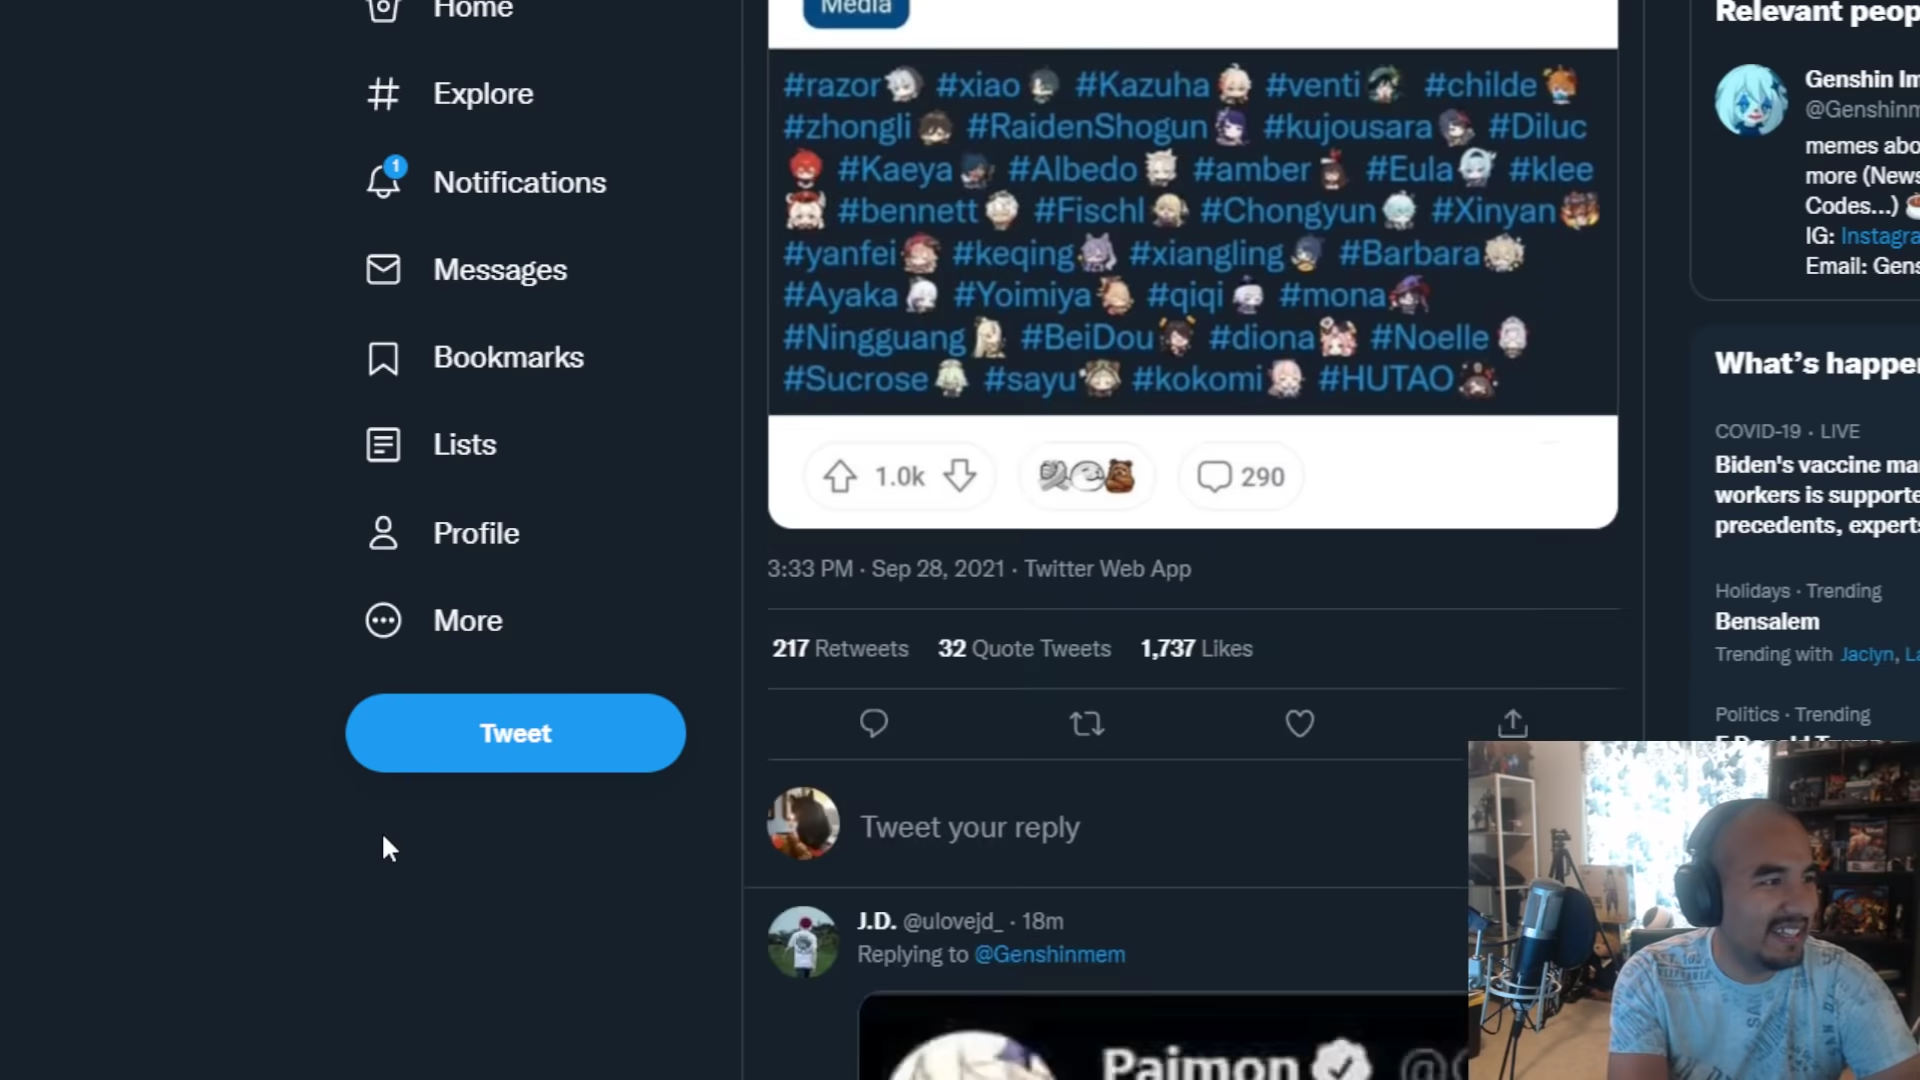 Home
Explore
1
Notifications
Messages
Bookmarks
Lists
Profile
More
Tweet
Media
#razor #xiao #Kazuha #venti #childe
#zhongli #RaidenShogun #kujousara #Diluc
#Kaeya #Albedo #amber #Eula #klee
#bennett #Fischl #Chongyun #Xinyan
#yanfei #keqing #xiangling #Barbara
#Ayaka #Yoimiya #qiqi #mona
#Ningguang #BeiDou #diona #Noelle
#Sucrose #sayu #kokomi #HUTAO
1.0k 290
3:33 PM · Sep 28, 2021 · Twitter Web App
217 Retweets 32 Quote Tweets 1,737 Likes
Tweet your reply
J.D. @ulovejd_ · 18m
Replying to @Genshinmem
Paimon
Relevant peop
Genshin Im
@Genshinm
memes abo
more (News
Codes...)
IG: Instagra
Email: Gens
What's happen
COVID-19 · LIVE
Biden's vaccine ma
workers is supporte
precedents, experts
Holidays · Trending
Bensalem
Trending with Jaclyn, La
Politics · Trending